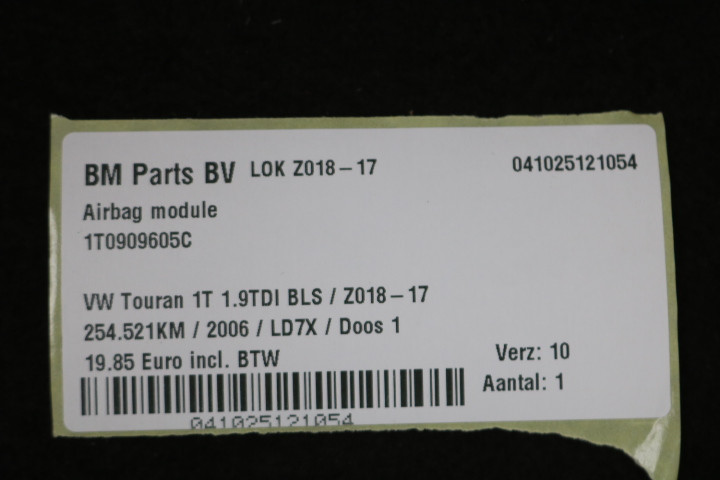 BM Parts BV LOK Z018-17 041025121054
Airbag module
1T0909605C
VW Touran 1T 1.9TDI BLS / Z018-17
254.521KM / 2006 / LD7X / Doos 1
19.85 Euro incl. BTW Verz: 10
Aantal: 1
041025121054